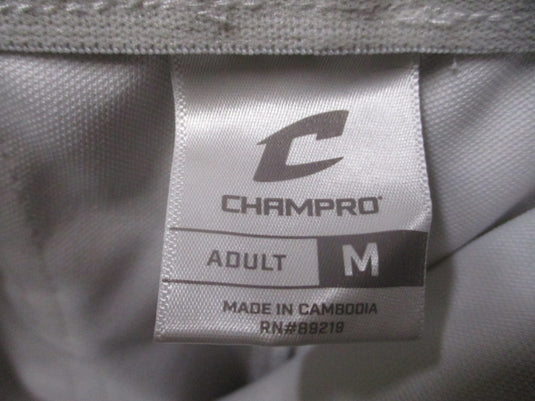 CHAMPRO
ADULT M
MADE IN CAMBODIA
RN#89219